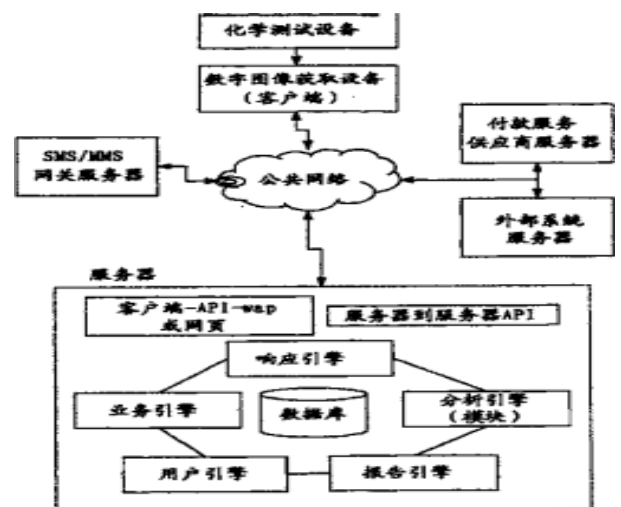 化学测试设备
数字图像获取设备
（客户端）
付款服务
供应商服务器
SMS/MMS
网关服务器
公共网络
外部系统
服务器
服务器
客户端-API-wap
或网页
服务器到服务器API
响应引擎
业务引擎
数据库
分析引擎
（模块）
用户引擎
报告引擎